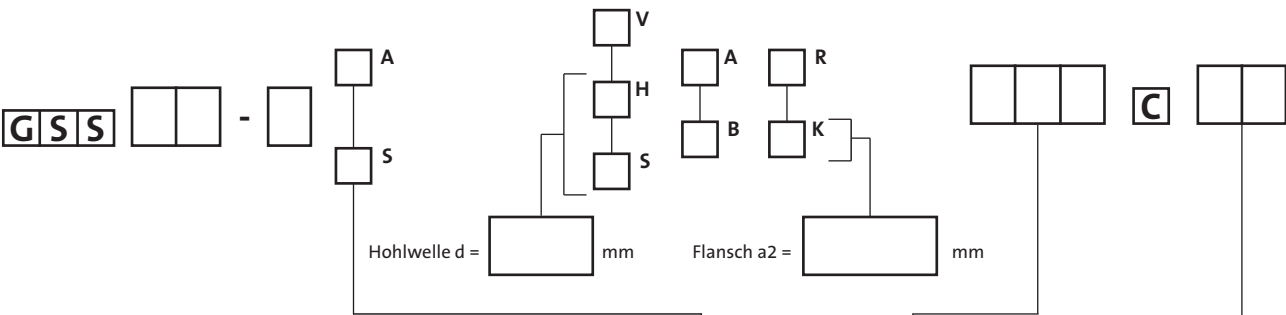 V
A
A
R
G S S
-
H
C
B
K
S
S
Hohlwelle d =
mm
Flansch a2 =
mm